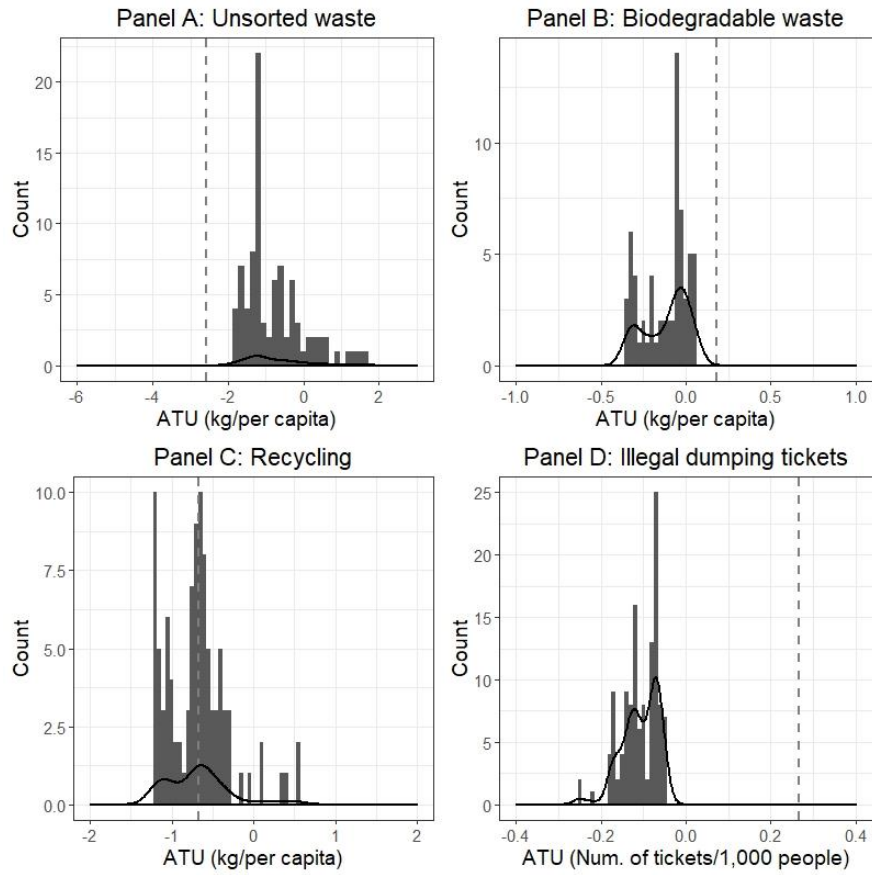 Panel A: Unsorted waste
Count
20
15
10
5
0
-6 -4 -2 0 2
ATU (kg/per capita)
Panel B: Biodegradable waste
Count
10
5
0
-1.0 -0.5 0.0 0.5 1.0
ATU (kg/per capita)
Panel C: Recycling
Count
10.0
7.5
5.0
2.5
0.0
-2 -1 0 1 2
ATU (kg/per capita)
Panel D: Illegal dumping tickets
Count
25
20
15
10
5
0
-0.4 -0.2 0.0 0.2 0.4
ATU (Num. of tickets/1,000 people)